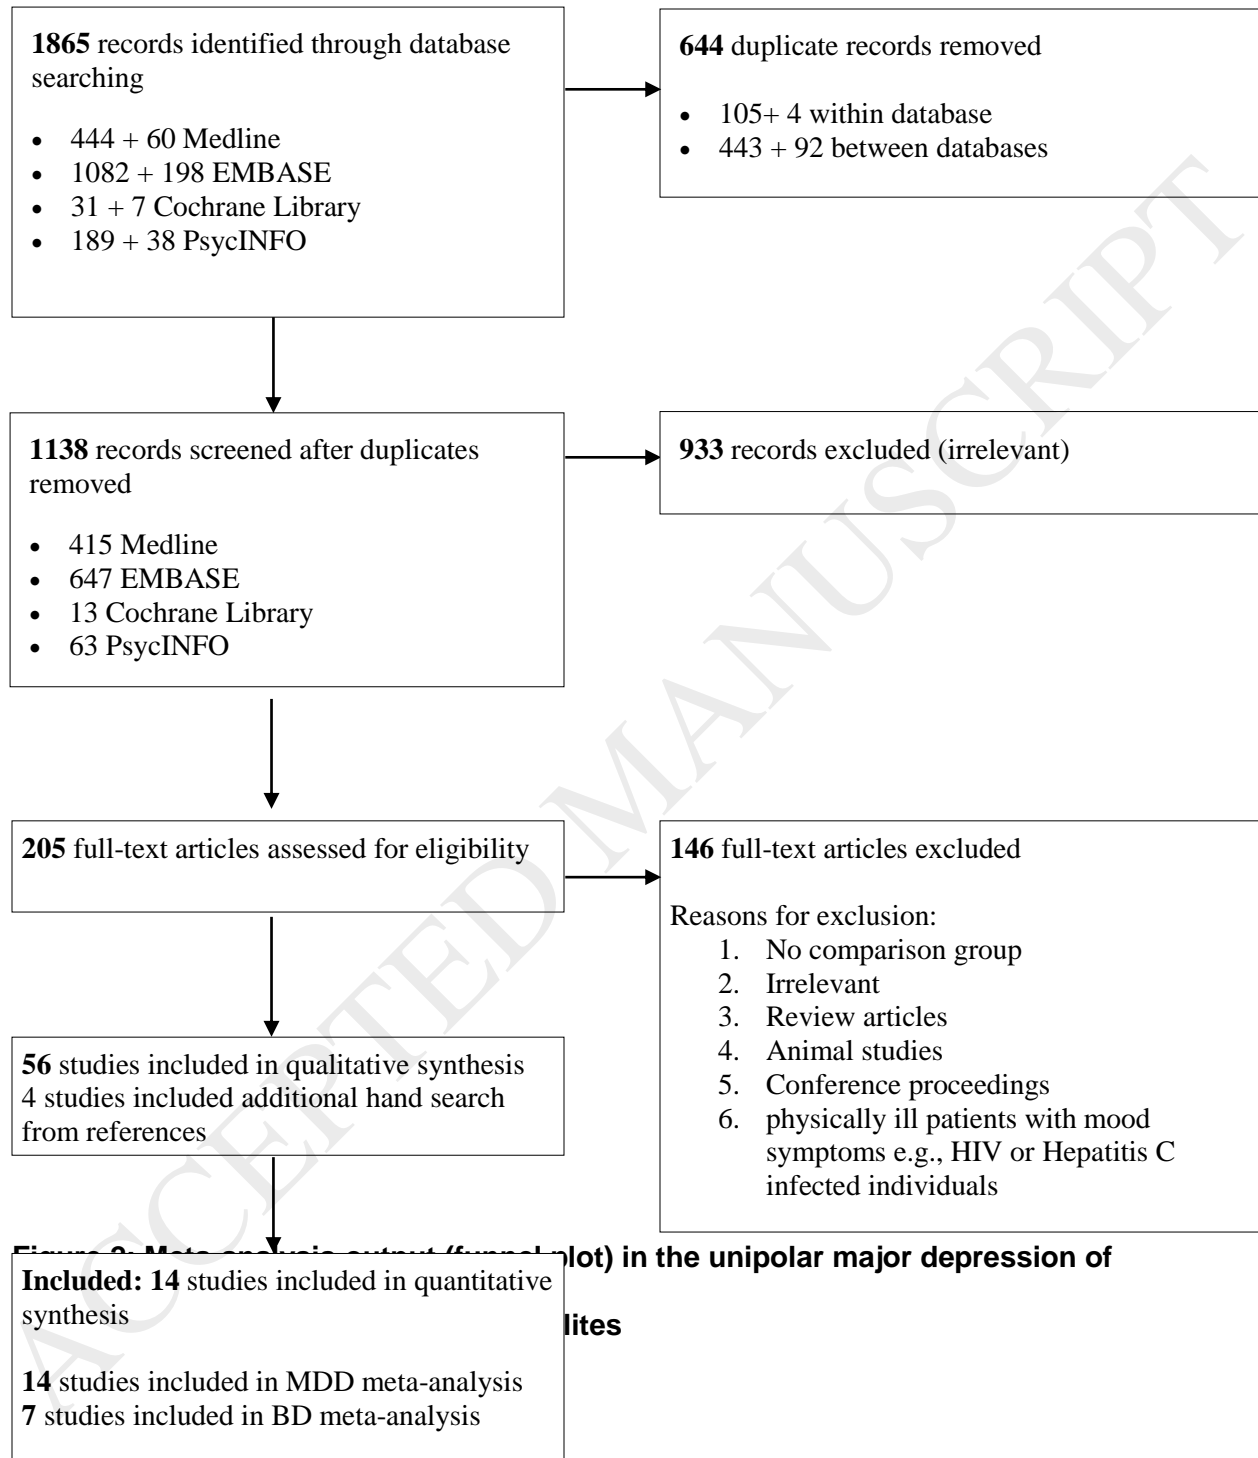 1865 records identified through database
searching
• 444 + 60 Medline
• 1082 + 198 EMBASE
• 31 + 7 Cochrane Library
• 189 + 38 PsycINFO
644 duplicate records removed
• 105+ 4 within database
• 443 + 92 between databases
1138 records screened after duplicates
removed
• 415 Medline
• 647 EMBASE
• 13 Cochrane Library
• 63 PsycINFO
933 records excluded (irrelevant)
205 full-text articles assessed for eligibility
146 full-text articles excluded
Reasons for exclusion:
1. No comparison group
2. Irrelevant
3. Review articles
4. Animal studies
5. Conference proceedings
6. physically ill patients with mood
symptoms e.g., HIV or Hepatitis C
infected individuals
56 studies included in qualitative synthesis
4 studies included additional hand search
from references
Figure 2: Meta-analysis output (funnel plot) in the unipolar major depression of
lites
Included: 14 studies included in quantitative
synthesis
14 studies included in MDD meta-analysis
7 studies included in BD meta-analysis
ACCEPTED MANUSCRIPT